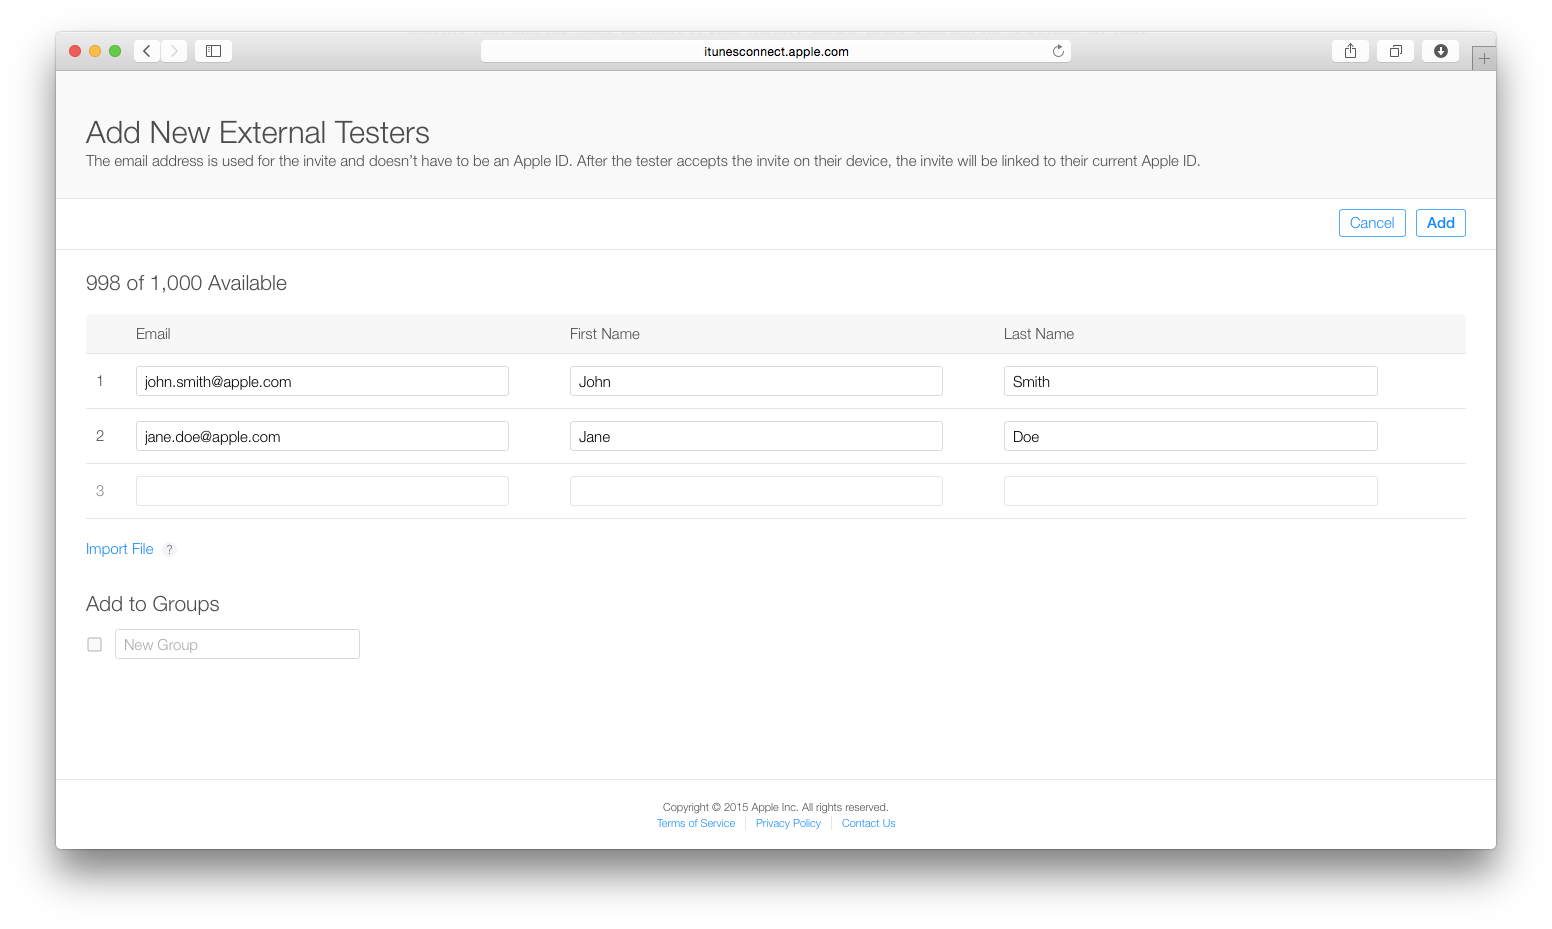 itunesconnect.apple.com
Add New External Testers
The email address is used for the invite and doesn’t have to be an Apple ID. After the tester accepts the invite on their device, the invite will be linked to their current Apple ID.
Cancel Add
998 of 1,000 Available
Email First Name Last Name
1 john.smith@apple.com John Smith
2 jane.doe@apple.com Jane Doe
3
Import File ?
Add to Groups
New Group
Copyright © 2015 Apple Inc. All rights reserved.
Terms of Service Privacy Policy Contact Us